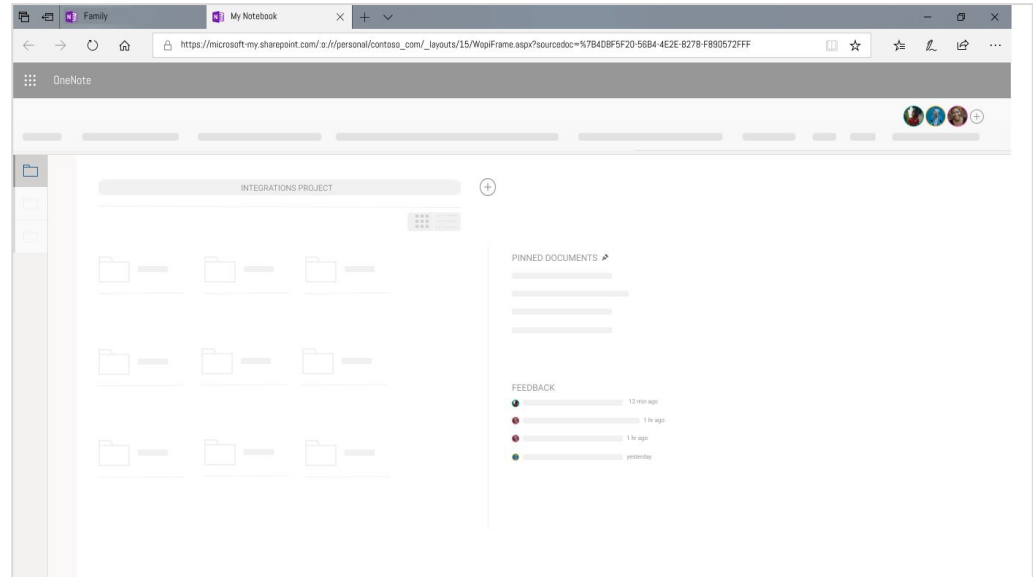 Family
My Notebook
https://microsoft-my.sharepoint.com/:o:/r/personal/contoso_com/_layouts/15/WopiFrame.aspx?sourcedoc=%7B4DBF5F20-56B4-4E2E-B278-F890572FFF
OneNote
INTEGRATIONS PROJECT
PINNED DOCUMENTS
FEEDBACK
12 min ago
1 hr ago
1 hr ago
yesterday